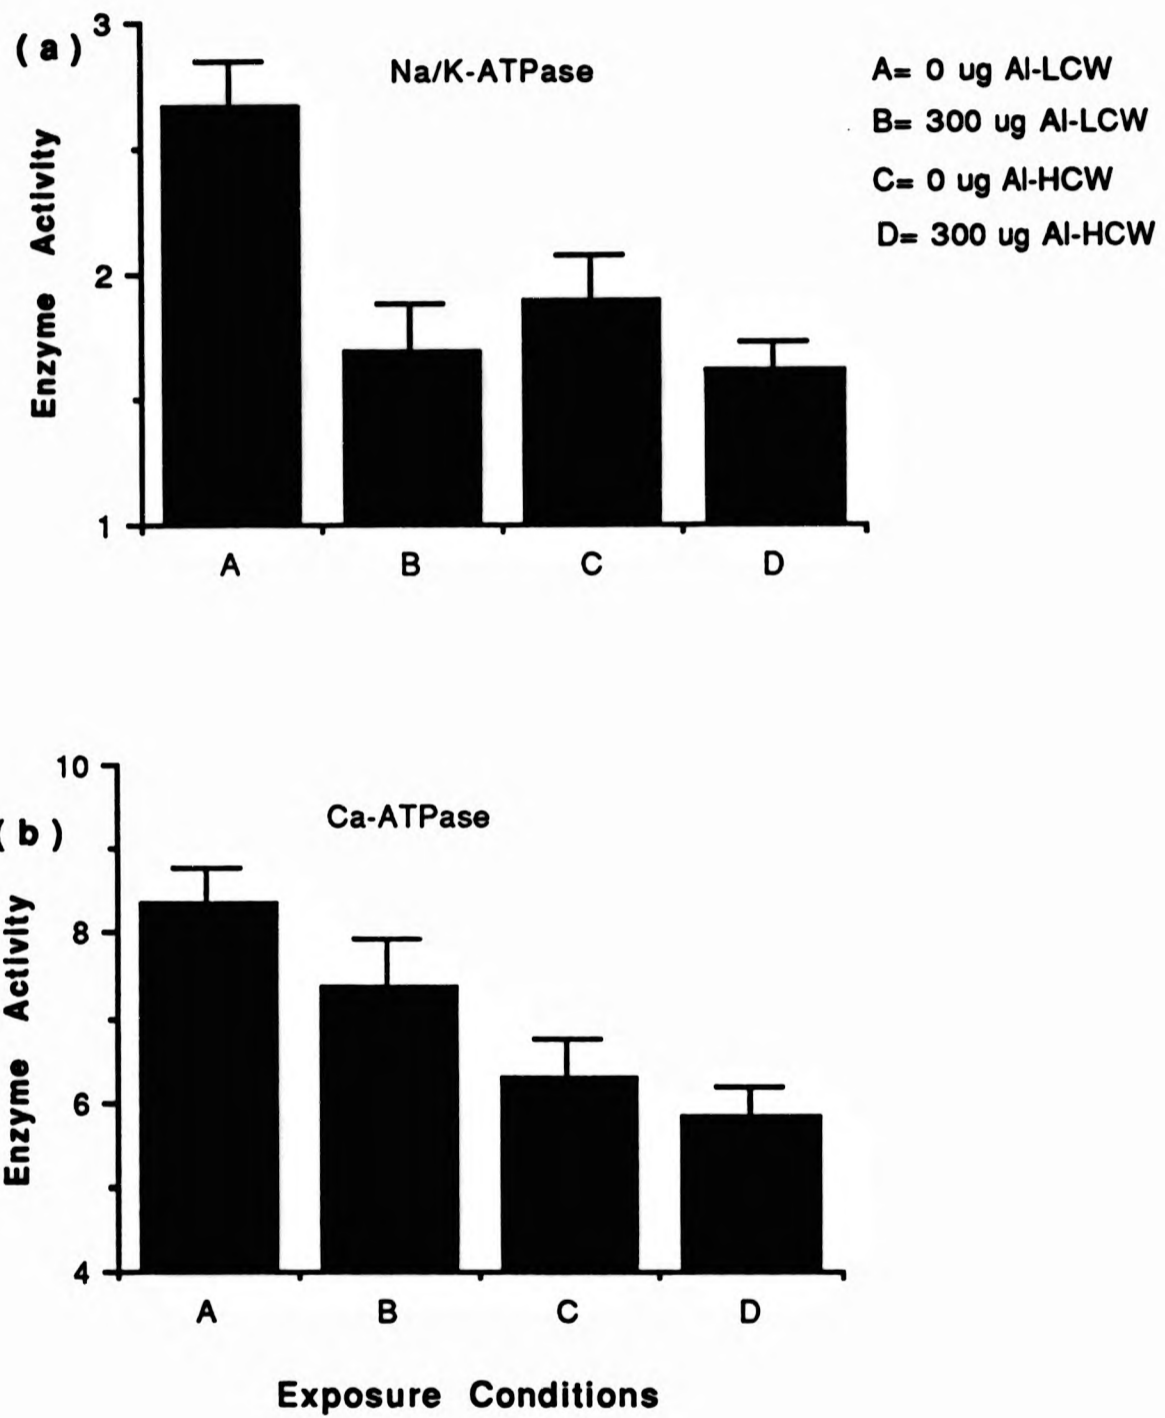 (a)
3
2
1
Enzyme Activity
Na/K-ATPase
A= 0 ug Al-LCW
B= 300 ug Al-LCW
C= 0 ug Al-HCW
D= 300 ug Al-HCW
A B C D
(b)
10
8
6
4
Enzyme Activity
Ca-ATPase
A B C D
Exposure Conditions